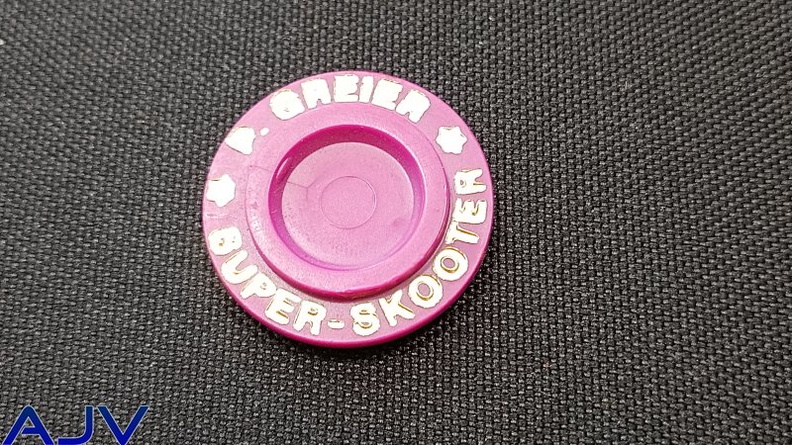 A. GREIER
SUPER-SKOOTER
AJV